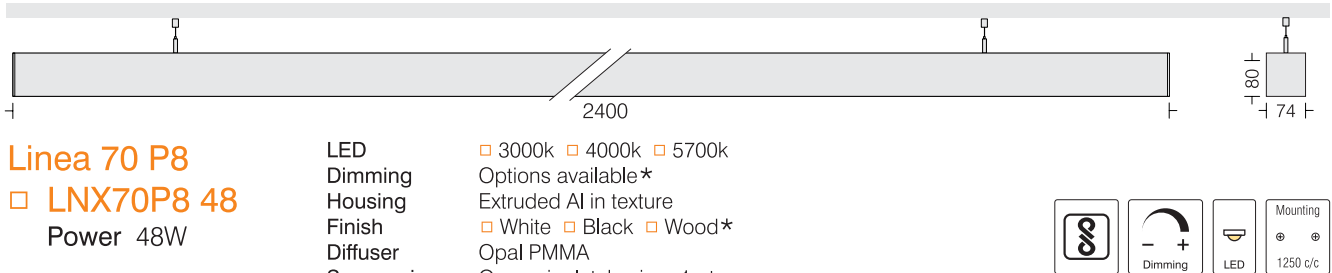 2400
80
74
Linea 70 P8
LNX70P8 48
Power 48W
LED 3000k 4000k 5700k
Dimming Options available*
Housing Extruded Al in texture
Finish White Black Wood*
Diffuser Opal PMMA
Dimming
LED
Mounting
1250 c/c